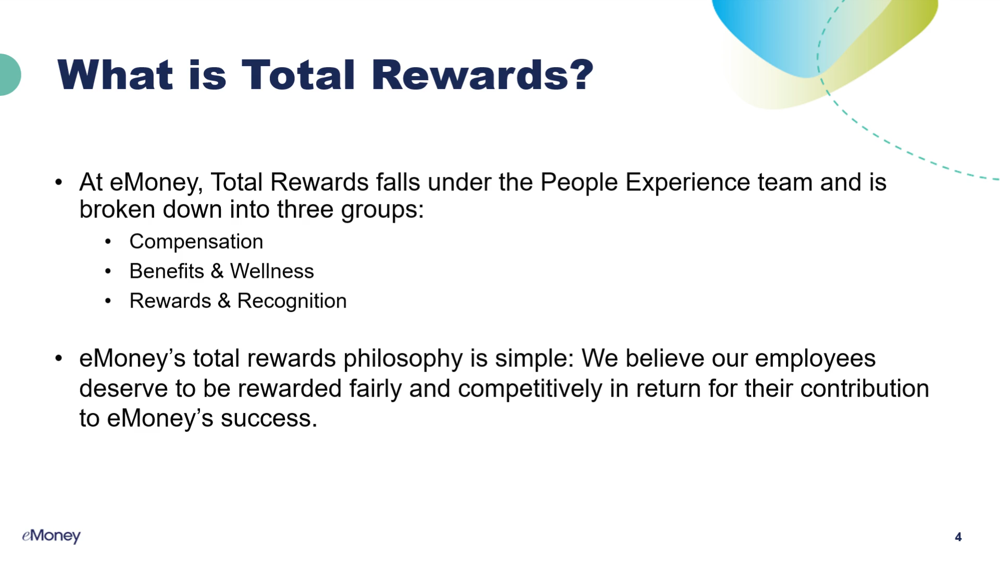 What is Total Rewards?
• At eMoney, Total Rewards falls under the People Experience team and is
broken down into three groups:
• Compensation
• Benefits & Wellness
• Rewards & Recognition
• eMoney’s total rewards philosophy is simple: We believe our employees
deserve to be rewarded fairly and competitively in return for their contribution
to eMoney’s success.
eMoney
4